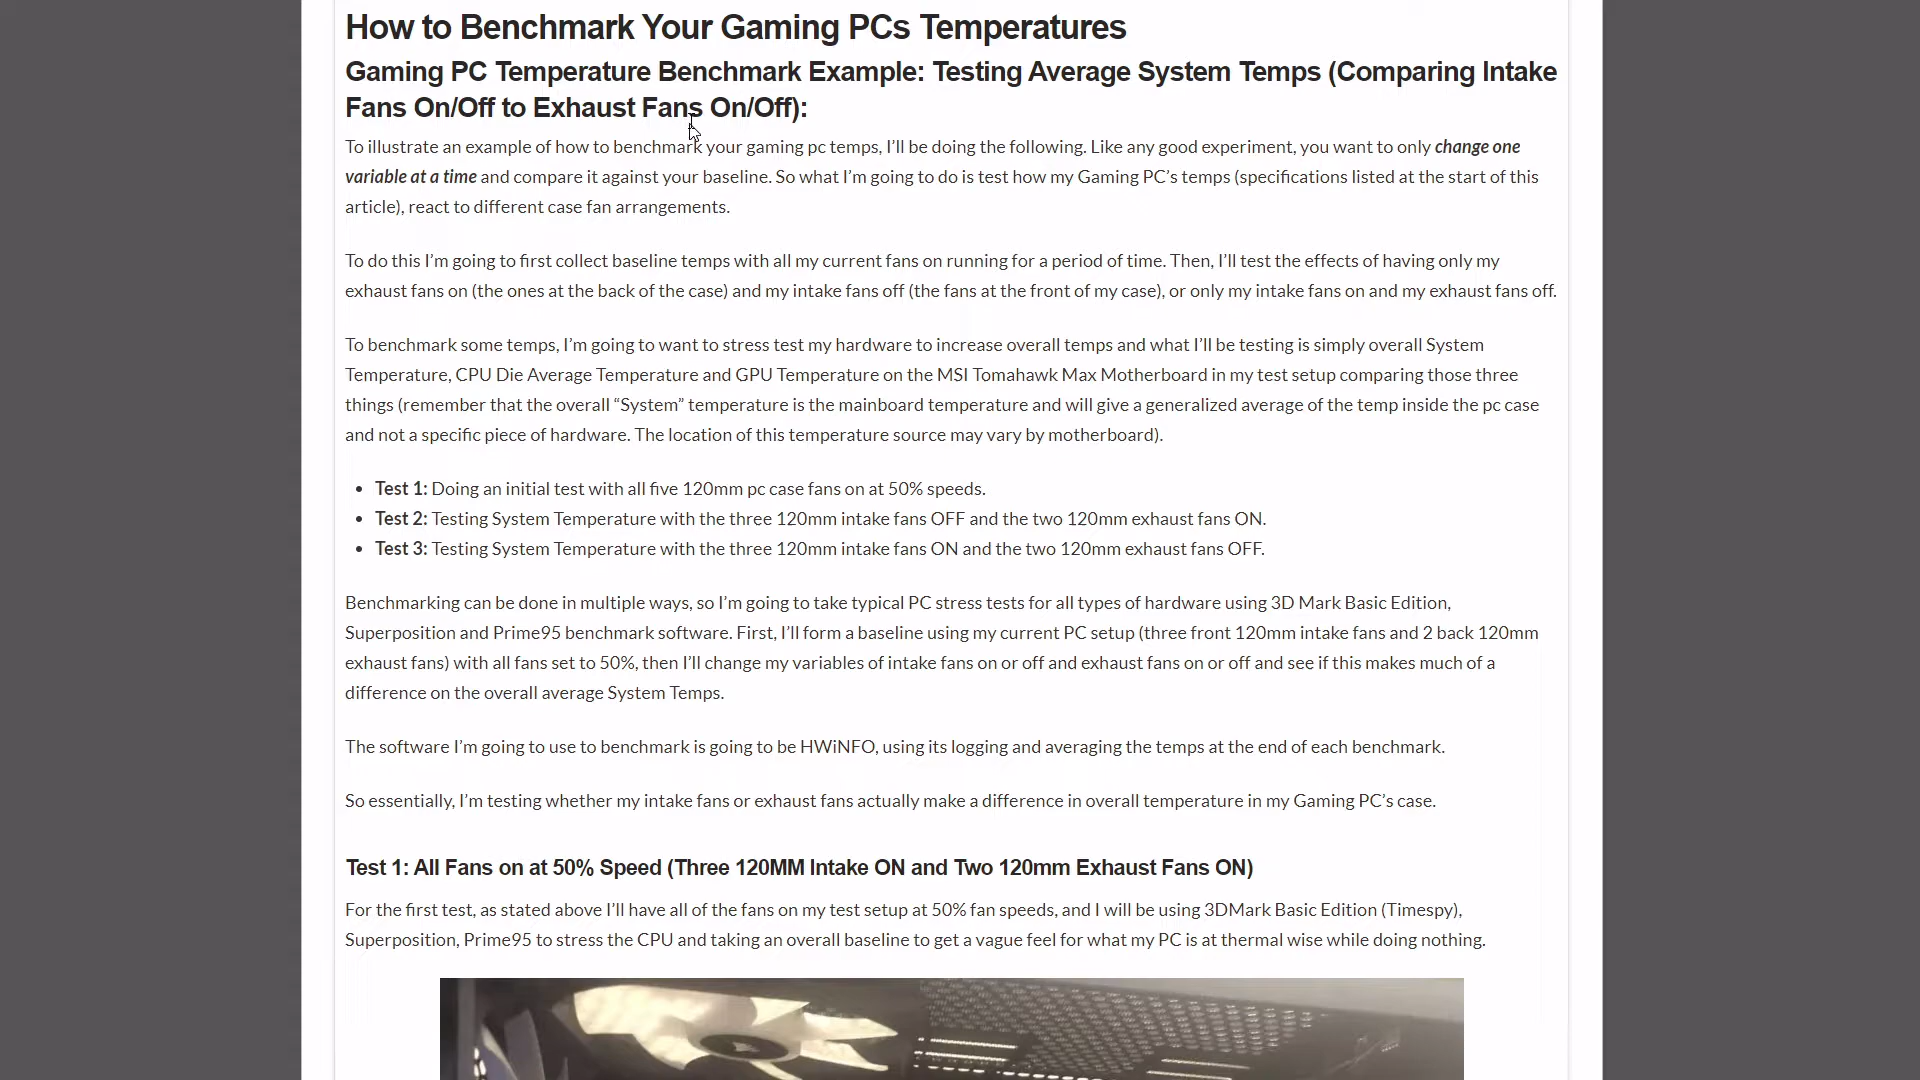 How to Benchmark Your Gaming PCs Temperatures
Gaming PC Temperature Benchmark Example: Testing Average System Temps (Comparing Intake
Fans On/Off to Exhaust Fans On/Off):
To illustrate an example of how to benchmark your gaming pc temps, I’ll be doing the following. Like any good experiment, you want to only change one
variable at a time and compare it against your baseline. So what I’m going to do is test how my Gaming PC’s temps (specifications listed at the start of this
article), react to different case fan arrangements.
To do this I’m going to first collect baseline temps with all my current fans on running for a period of time. Then, I’ll test the effects of having only my
exhaust fans on (the ones at the back of the case) and my intake fans off (the fans at the front of my case), or only my intake fans on and my exhaust fans off.
To benchmark some temps, I’m going to want to stress test my hardware to increase overall temps and what I’ll be testing is simply overall System
Temperature, CPU Die Average Temperature and GPU Temperature on the MSI Tomahawk Max Motherboard in my test setup comparing those three
things (remember that the overall “System” temperature is the mainboard temperature and will give a generalized average of the temp inside the pc case
and not a specific piece of hardware. The location of this temperature source may vary by motherboard).
• Test 1: Doing an initial test with all five 120mm pc case fans on at 50% speeds.
• Test 2: Testing System Temperature with the three 120mm intake fans OFF and the two 120mm exhaust fans ON.
• Test 3: Testing System Temperature with the three 120mm intake fans ON and the two 120mm exhaust fans OFF.
Benchmarking can be done in multiple ways, so I’m going to take typical PC stress tests for all types of hardware using 3D Mark Basic Edition,
Superposition and Prime95 benchmark software. First, I’ll form a baseline using my current PC setup (three front 120mm intake fans and 2 back 120mm
exhaust fans) with all fans set to 50%, then I’ll change my variables of intake fans on or off and exhaust fans on or off and see if this makes much of a
difference on the overall average System Temps.
The software I’m going to use to benchmark is going to be HWiNFO, using its logging and averaging the temps at the end of each benchmark.
So essentially, I’m testing whether my intake fans or exhaust fans actually make a difference in overall temperature in my Gaming PC’s case.
Test 1: All Fans on at 50% Speed (Three 120MM Intake ON and Two 120mm Exhaust Fans ON)
For the first test, as stated above I’ll have all of the fans on my test setup at 50% fan speeds, and I will be using 3DMark Basic Edition (Timespy),
Superposition, Prime95 to stress the CPU and taking an overall baseline to get a vague feel for what my PC is at thermal wise while doing nothing.